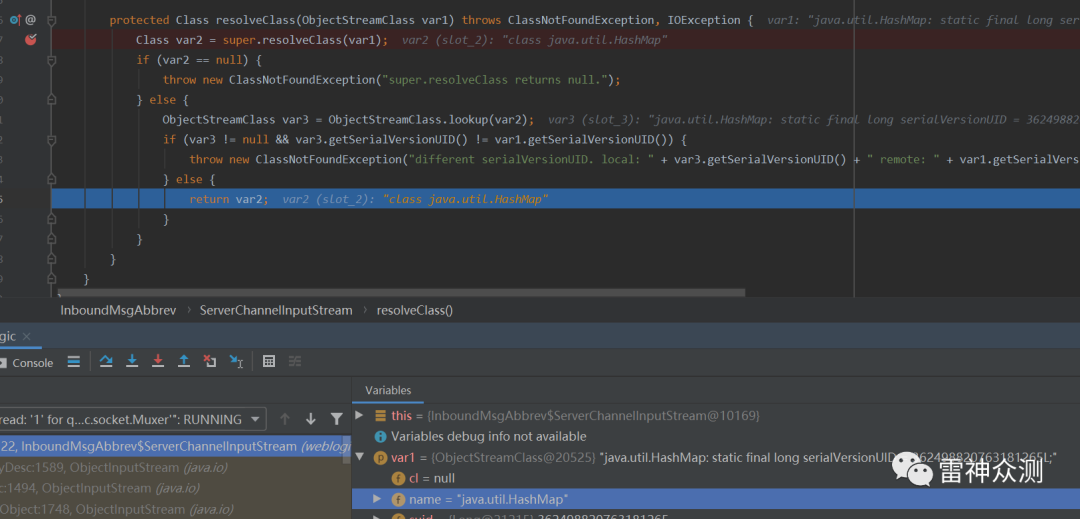 protected Class resolveClass(ObjectStreamClass var1) throws ClassNotFoundException, IOException { var1: "java.util.HashMap: static final long ser
Class var2 = super.resolveClass(var1); var2 (slot_2): "class java.util.HashMap"
if (var2 == null) {
throw new ClassNotFoundException("super.resolveClass returns null.");
} else {
ObjectStreamClass var3 = ObjectStreamClass.lookup(var2); var3 (slot_3): "java.util.HashMap: static final long serialVersionUID = 36249882
if (var3 != null && var3.getSerialVersionUID() != var1.getSerialVersionUID()) {
throw new ClassNotFoundException("different serialVersionUID. local: " + var3.getSerialVersionUID() + " remote: " + var1.getSerialVers
} else {
return var2; var2 (slot_2): "class java.util.HashMap"
}
}
}
}
InboundMsgAbbrev › ServerChannelInputStream › resolveClass()
gic ×
Console
Variables
read: '1' for q...c.socket.Muxer'": RUNNING
this = {InboundMsgAbbrev$ServerChannelInputStream@10169}
22, InboundMsgAbbrev$ServerChannelInputStream (weblogi
Variables debug info not available
yDesc:1589, ObjectInputStream (java.io)
var1 = {ObjectStreamClass@20525} "java.util.HashMap: static final long serialVersionUID = 362498820763181265L;"
c:1494, ObjectInputStream (java.io)
cl = null
Object:1748, ObjectInputStream (java.io)
name = "java.util.HashMap"
suid = {Long@21215} 362498820763181265
雷神众测